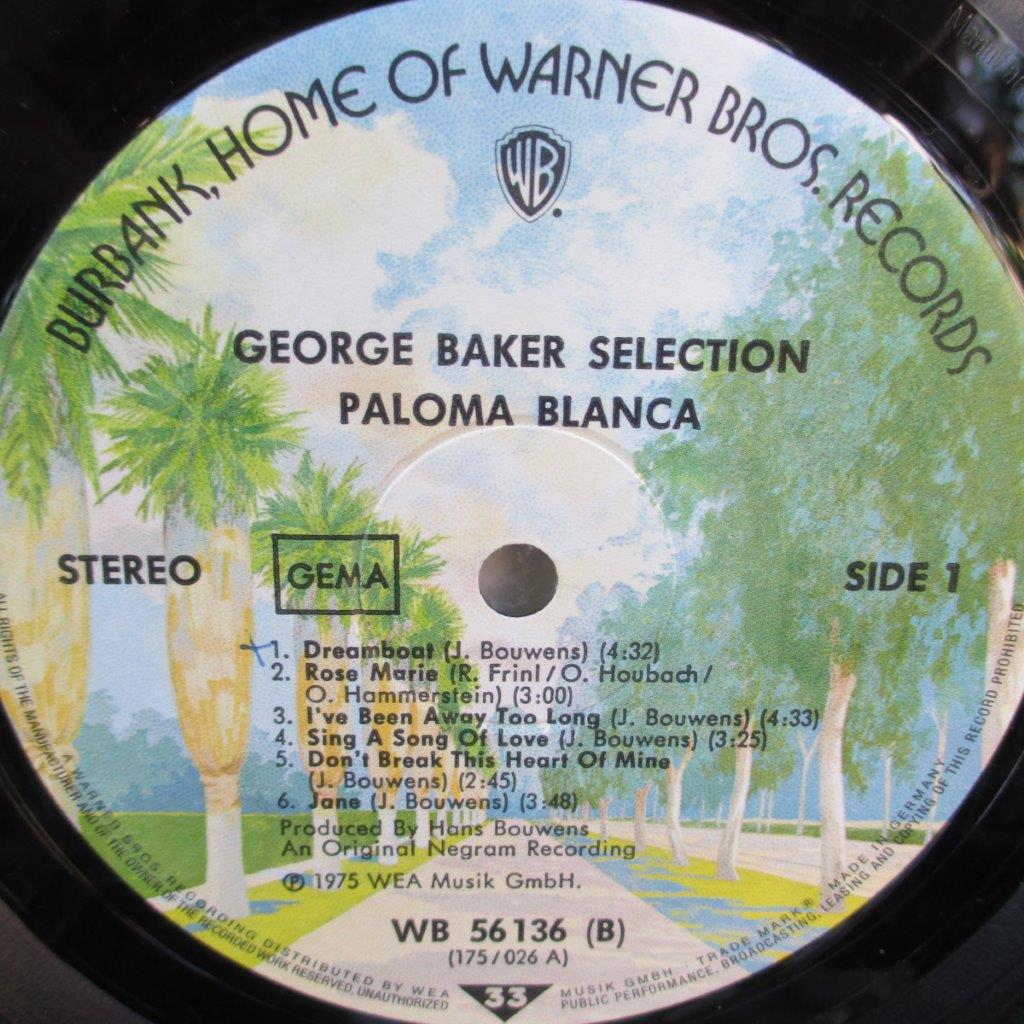 BURBANK, HOME OF WARNER BROS. RECORDS
WB
GEORGE BAKER SELECTION
PALOMA BLANCA
STEREO
GEMA
SIDE 1
1. Dreamboat (J. Bouwens) (4:32)
2. Rose Marie (R. Friml/O. Houbach/
O. Hammerstein) (3:00)
3. I've Been Away Too Long (J. Bouwens) (4:33)
4. Sing A Song Of Love (J. Bouwens) (3:25)
5. Don't Break This Heart Of Mine
(J. Bouwens) (2:45)
6. Jane (J. Bouwens) (3:48)
Produced By Hans Bouwens
An Original Negram Recording
℗ 1975 WEA Musik GmbH.
WB 56 136 (B)
(175/026 A)
33
A WARNER BROS. RECORDING DISTRIBUTED BY WEA MUSIK GMBH. . TRADE MARK® MADE IN GERMANY
ALL RIGHTS OF THE MANUFACTURER AND OF THE OWNER OF THE RECORDED WORK RESERVED. UNAUTHORIZED PUBLIC PERFORMANCE, BROADCASTING, LEASING AND COPYING OF THIS RECORD PROHIBITED